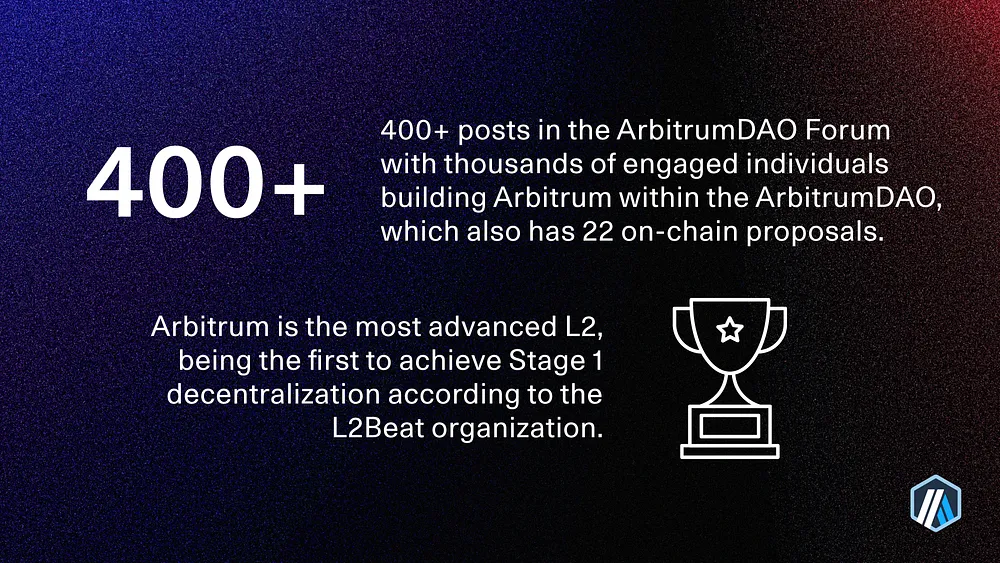 400+
400+ posts in the ArbitrumDAO Forum
with thousands of engaged individuals
building Arbitrum within the ArbitrumDAO,
which also has 22 on-chain proposals.
Arbitrum is the most advanced L2,
being the first to achieve Stage 1
decentralization according to the
L2Beat organization.